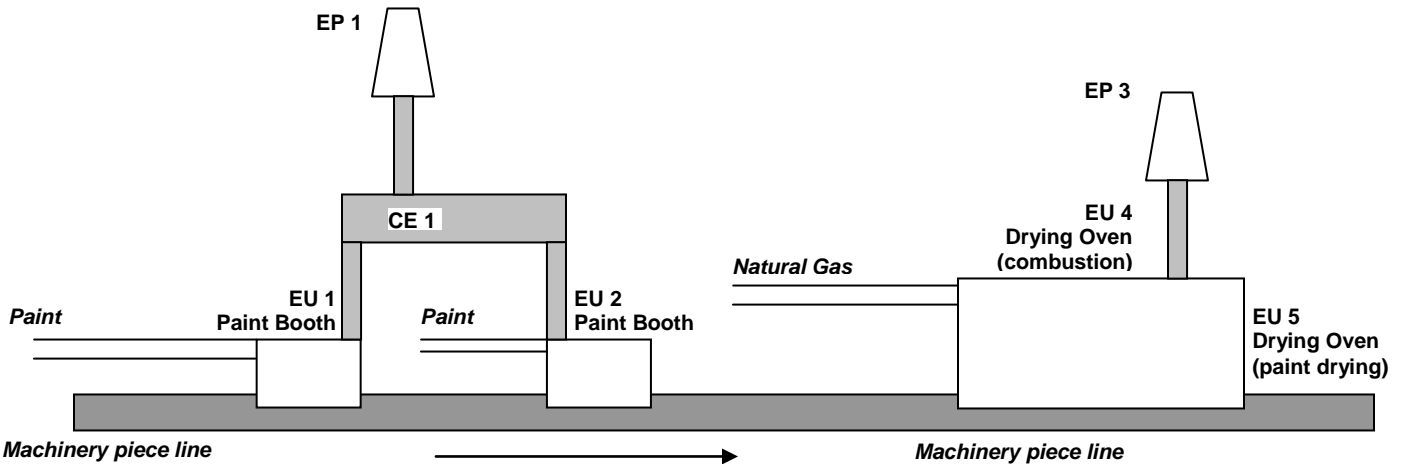 EP 1
EP 3
CE 1
EU 4
Drying Oven
(combustion)
Natural Gas
EU 1
Paint Booth
EU 2
Paint Booth
Paint
Paint
EU 5
Drying Oven
(paint drying)
Machinery piece line
Machinery piece line